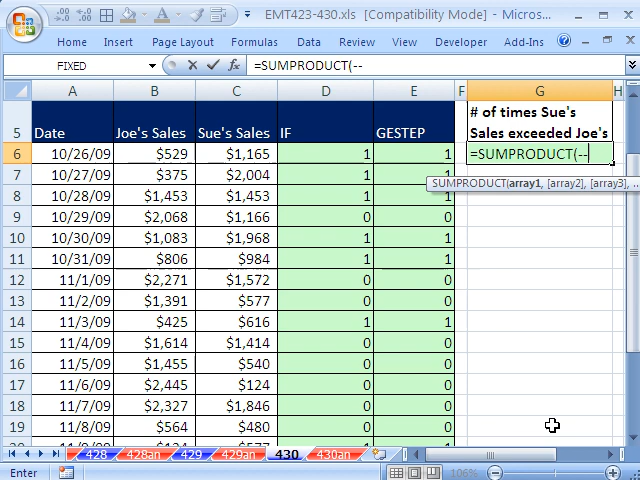 EMT423-430.xls [Compatibility Mode] - Micros...
Home Insert Page Layout Formulas Data Review View Developer Add-Ins
FIXED =SUMPRODUCT(--
A B C D E F G H
# of times Sue's
5 Date Joe's Sales Sue's Sales IF GESTEP Sales exceeded Joe's
6 10/26/09 $529 $1,165 1 1 =SUMPRODUCT(--
7 10/27/09 $375 $2,004 1 1
SUMPRODUCT(array1, [array2], [array3], ...
8 10/28/09 $1,453 $1,453 1 1
9 10/29/09 $2,068 $1,166 0 0
10 10/30/09 $1,083 $1,968 1 1
11 10/31/09 $806 $984 1 1
12 11/1/09 $2,271 $1,572 0 0
13 11/2/09 $1,391 $577 0 0
14 11/3/09 $425 $616 1 1
15 11/4/09 $1,614 $1,414 0 0
16 11/5/09 $1,455 $540 0 0
17 11/6/09 $2,445 $124 0 0
18 11/7/09 $2,327 $1,846 0 0
19 11/8/09 $564 $480 0 0
428 428an 429 429an 430 430an
Enter 106%